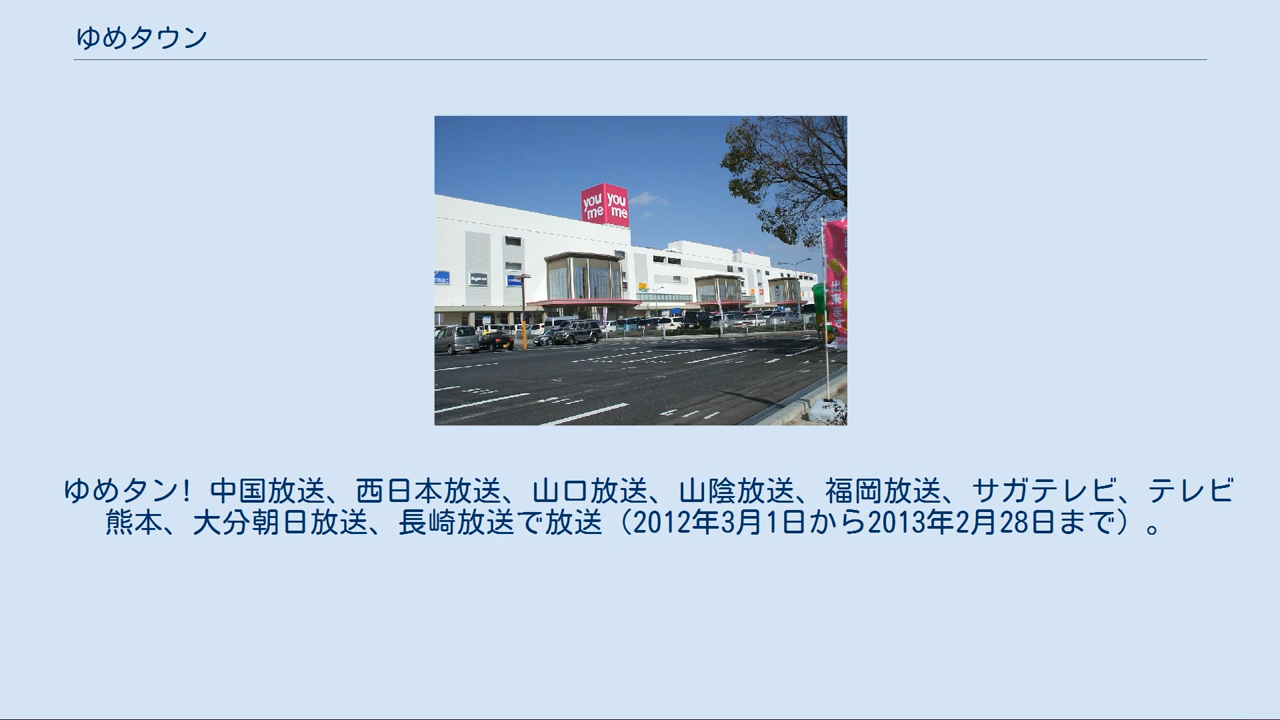 ゆめタウン
you me
you me
出来ま
ゆめタン! 中国放送、西日本放送、山口放送、山陰放送、福岡放送、サガテレビ、テレビ
熊本、大分朝日放送、長崎放送で放送（2012年3月1日から2013年2月28日まで）。